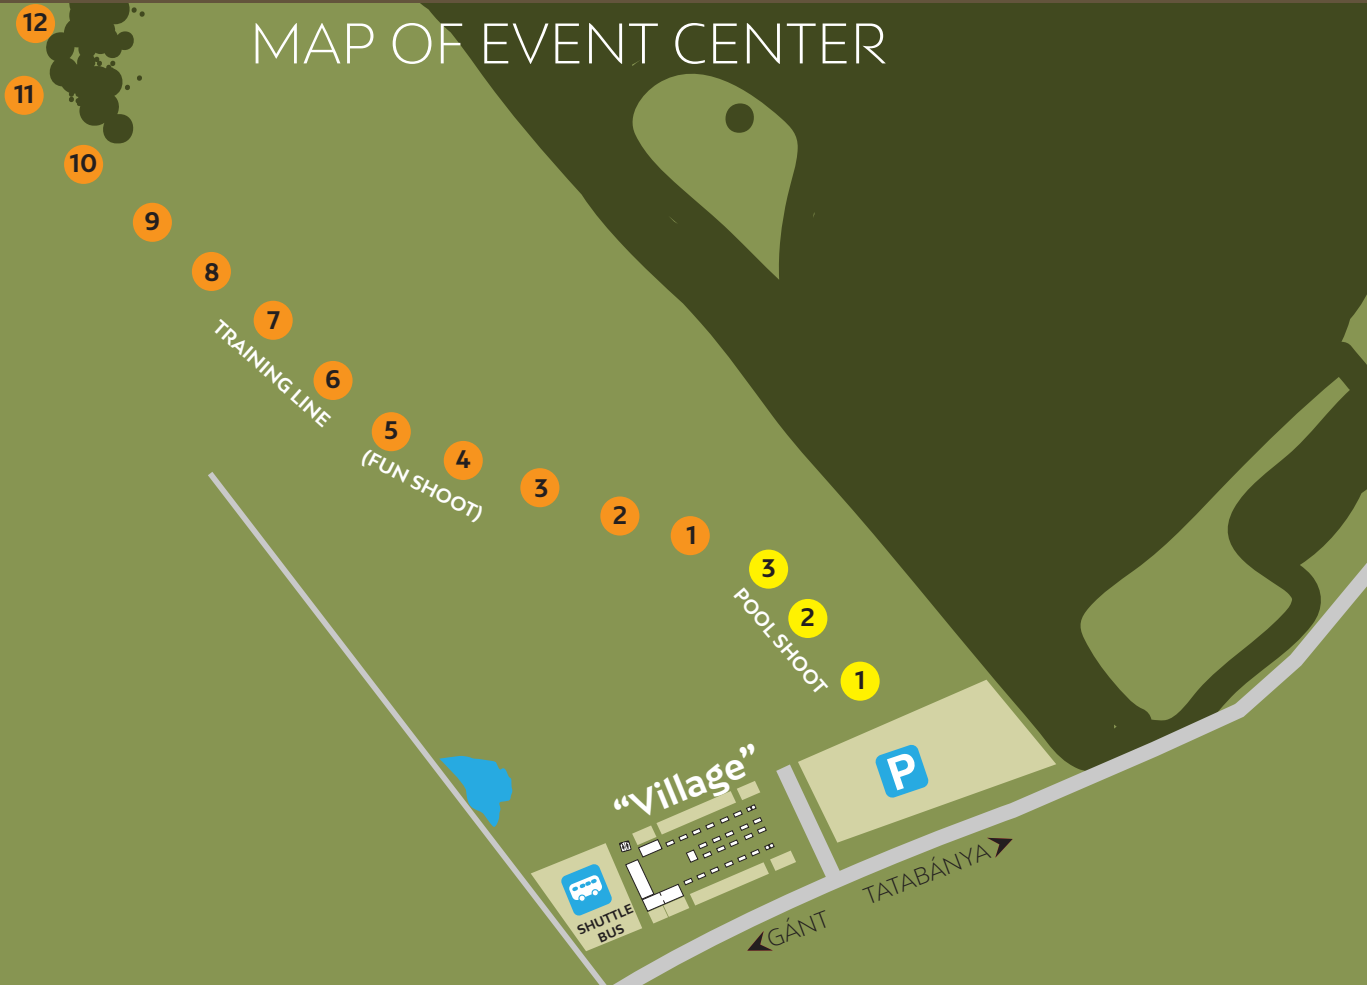 MAP OF EVENT CENTER
12
11
10
9
8
7
TRAINING LINE
6
5
4
(FUN SHOOT)
3
2
1
3
POOL SHOOT
2
1
"Village"
P
SHUTTLE
BUS
TATABÁNYA
GÁNT